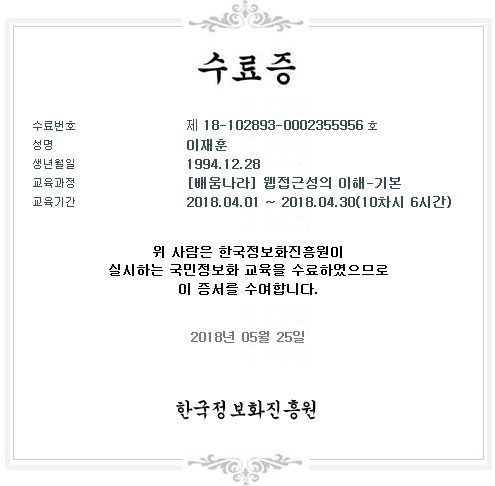 수료증
수료번호 제 18-102893-0002355956 호
성명 이재훈
생년월일 1994.12.28
교육과정 [배움나라] 웹접근성의 이해-기본
교육기간 2018.04.01 ~ 2018.04.30(10차시 6시간)
위 사람은 한국정보화진흥원이
실시하는 국민정보화 교육을 수료하였으므로
이 증서를 수여합니다.
2018년 05월 25일
한국정보화진흥원